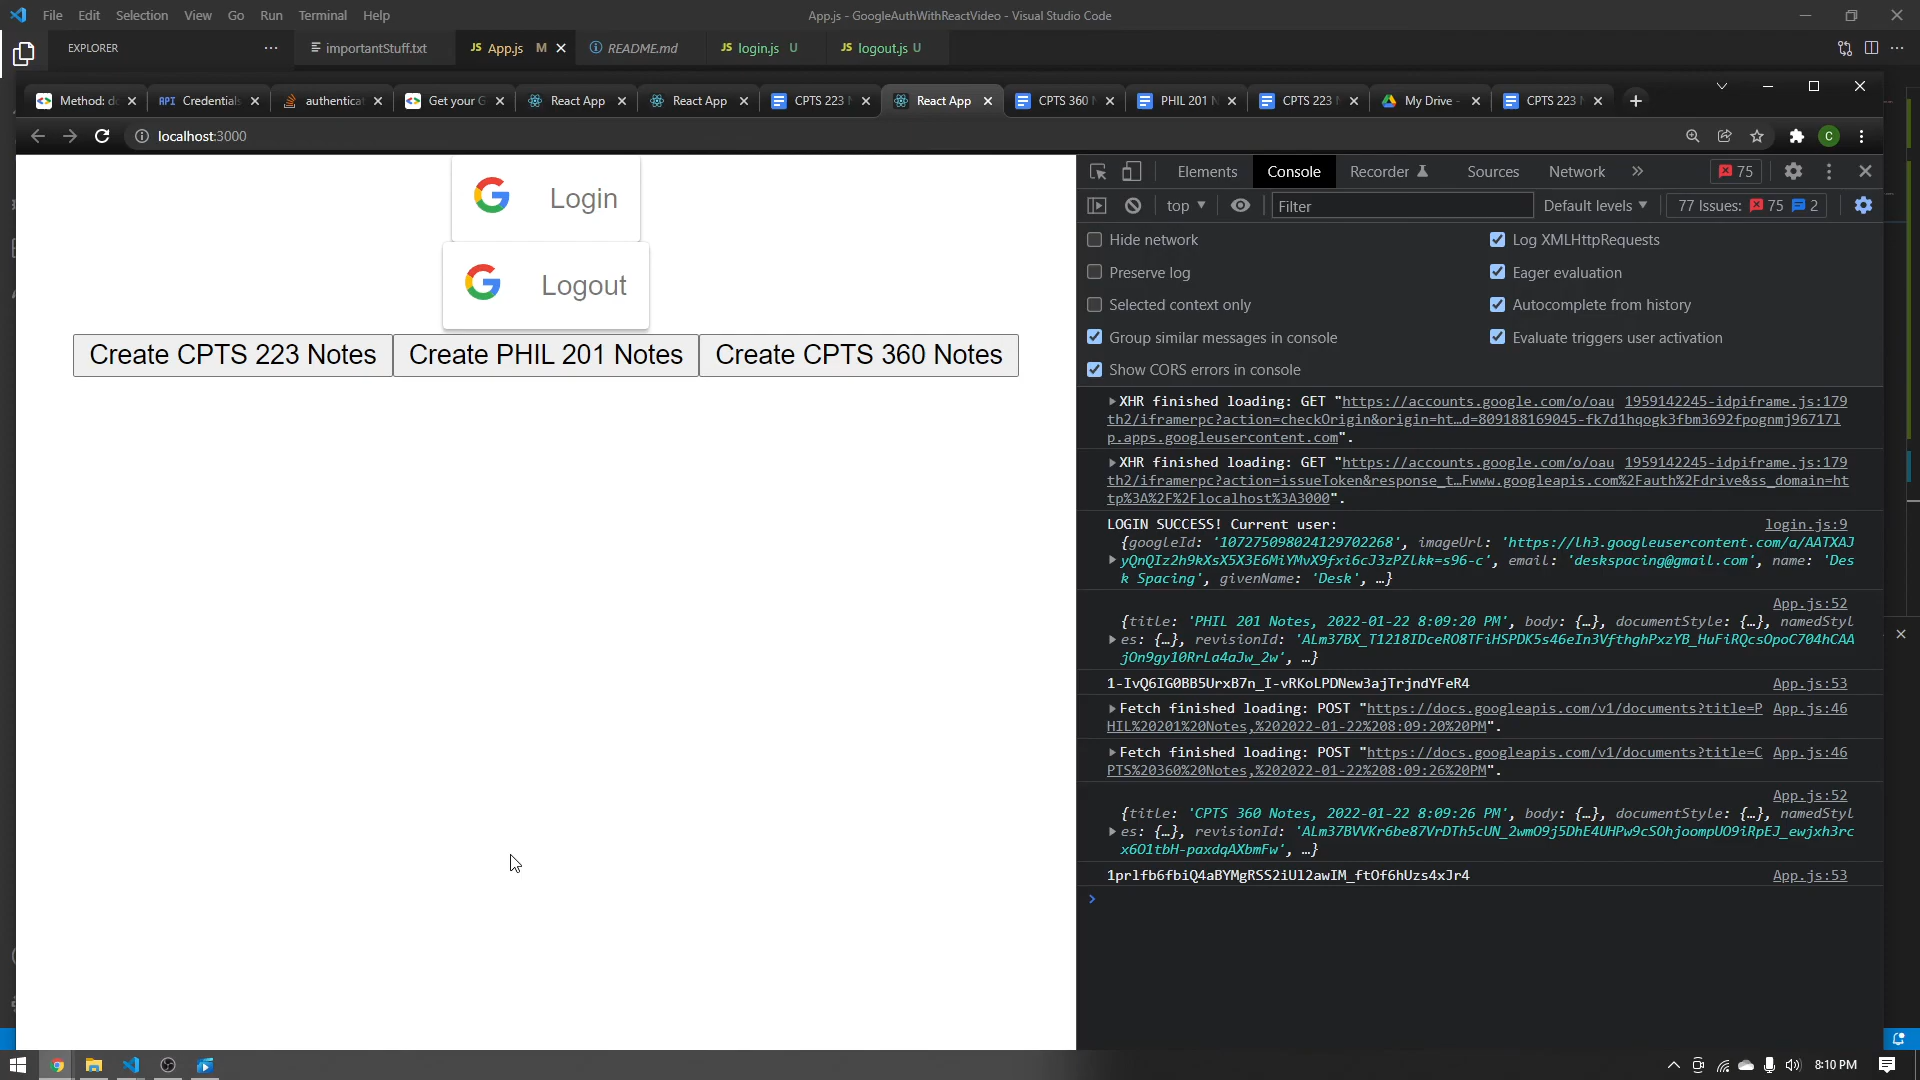 File Edit Selection View Go Run Terminal Help
App.js - GoogleAuthWithReactVideo - Visual Studio Code
EXPLORER
importantStuff.txt
JS App.js M
README.md
JS login.js U
JS logout.js U
Method: d
API Credentials
authentica
Get your G
React App
React App
CPTS 223 N
React App
CPTS 360 N
PHIL 201 N
CPTS 223 N
My Drive -
CPTS 223 N
localhost:3000
C
Login
Logout
Create CPTS 223 Notes
Create PHIL 201 Notes
Create CPTS 360 Notes
Elements Console Recorder Sources Network » 75
top Filter Default levels 77 Issues: 75 2
Hide network Log XMLHttpRequests
Preserve log Eager evaluation
Selected context only Autocomplete from history
Group similar messages in console Evaluate triggers user activation
Show CORS errors in console
XHR finished loading: GET "https://accounts.google.com/o/oau 1959142245-idpiframe.js:179
th2/iframerpc?action=checkOrigin&origin=ht…d=809188169045-fk7d1hqogk3fbm3692fpognmj96717l
p.apps.googleusercontent.com".
XHR finished loading: GET "https://accounts.google.com/o/oau 1959142245-idpiframe.js:179
th2/iframerpc?action=issueToken&response_t…Fwww.googleapis.com%2Fauth%2Fdrive&ss_domain=ht
tp%3A%2F%2Flocalhost%3A3000".
LOGIN SUCCESS! Current user: login.js:9
{googleId: '107275098024129702268', imageUrl: 'https://lh3.googleusercontent.com/a/AATXAJ
yQnQIz2h9kXsX5X3E6MiYMvX9fxi6cJ3zPZlkk=s96-c', email: 'deskspacing@gmail.com', name: 'Des
k Spacing', givenName: 'Desk', …}
App.js:52
{title: 'PHIL 201 Notes, 2022-01-22 8:09:20 PM', body: {…}, documentStyle: {…}, namedStyl
es: {…}, revisionId: 'ALm37BX_T1218IDceRO8TFiHSPDK5s46eIn3VfthghPxzYB_HuFiRQcsOpoC704hCAA
jOn9gy10RrLa4aJw_2w', …}
1-IvQ6IG0BB5UrxB7n_I-vRKoLPDNew3ajTrjndYFeR4 App.js:53
Fetch finished loading: POST "https://docs.googleapis.com/v1/documents?title=P App.js:46
HIL%20201%20Notes,%202022-01-22%208:09:20%20PM".
Fetch finished loading: POST "https://docs.googleapis.com/v1/documents?title=C App.js:46
PTS%20360%20Notes,%202022-01-22%208:09:26%20PM".
App.js:52
{title: 'CPTS 360 Notes, 2022-01-22 8:09:26 PM', body: {…}, documentStyle: {…}, namedStyl
es: {…}, revisionId: 'ALm37BVVKr6be87VrDTh5cUN_2wmO9j5DhE4UHPw9cSOhjoompUO9iRpEJ_ewjxh3rc
x6O1tbH-paxdqAXbmFw', …}
1prlfb6fbiQ4aBYMgRSS2iUl2awIM_ftOf6hUzs4xJr4 App.js:53
8:10 PM